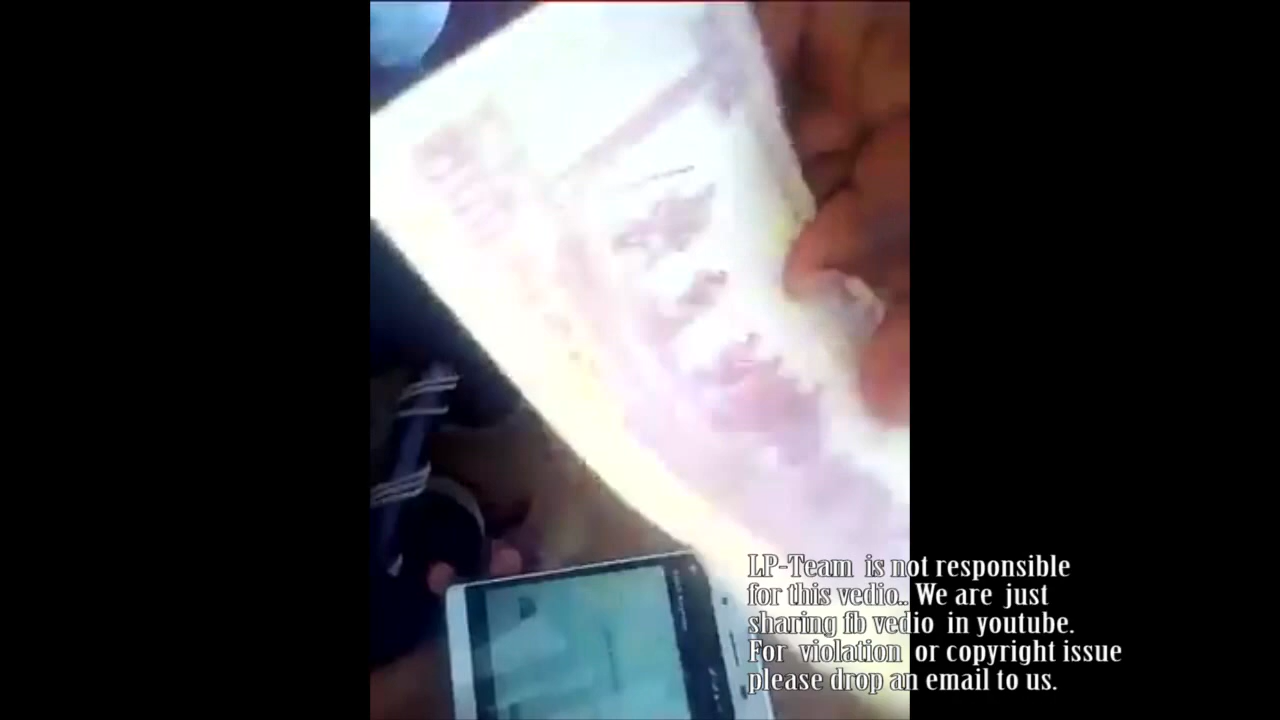 LP-Team is not responsible
for this vedio.. We are just
sharing fb vedio in youtube.
For violation or copyright issue
please drop an email to us.